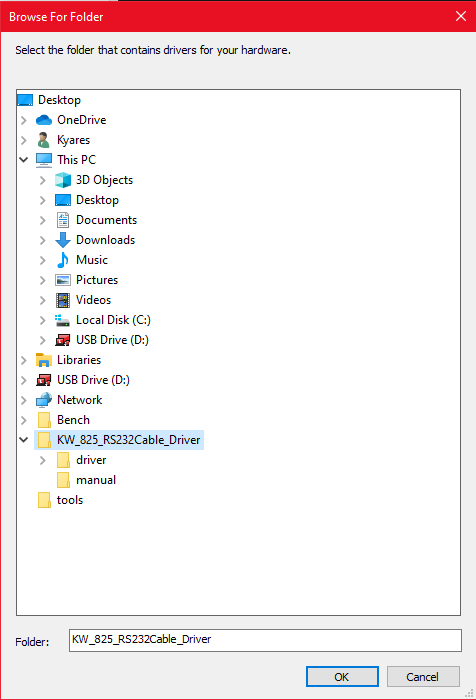 Browse For Folder
Select the folder that contains drivers for your hardware.
Desktop
OneDrive
Kyares
This PC
3D Objects
Desktop
Documents
Downloads
Music
Pictures
Videos
Local Disk (C:)
USB Drive (D:)
Libraries
USB Drive (D:)
Network
Bench
KW_825_RS232Cable_Driver
driver
manual
tools
Folder: KW_825_RS232Cable_Driver
OK Cancel